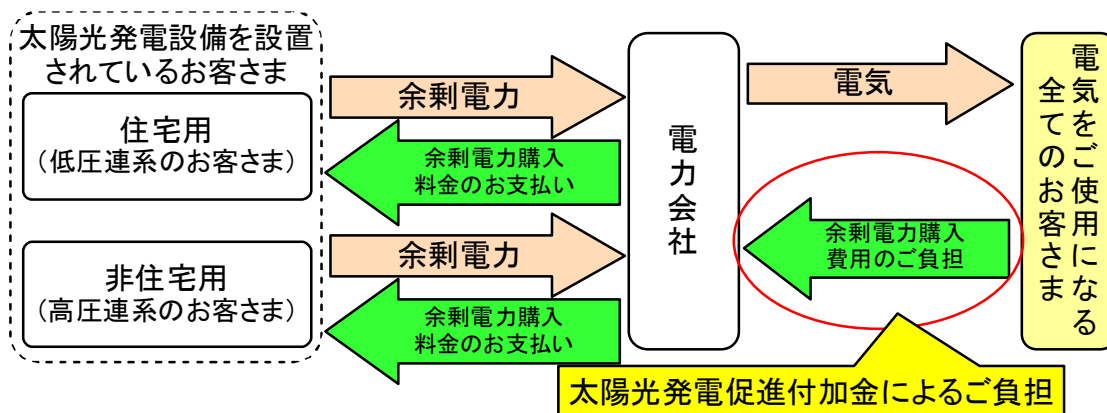 太陽光発電設備を設置
されているお客さま
住宅用
（低圧連系のお客さま）
非住宅用
（高圧連系のお客さま）
余剰電力
余剰電力購入
料金のお支払い
余剰電力
余剰電力購入
料金のお支払い
電力会社
電気
余剰電力購入
費用のご負担
電気をご使用になる
全てのお客さま
太陽光発電促進付加金によるご負担